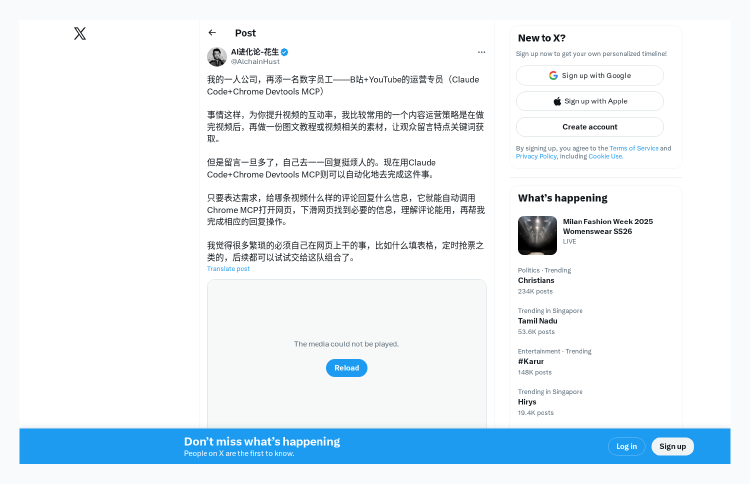 Post
AI进化论-花生
@AlchainHust
我的一人公司，再添一名数字员工——B站+YouTube的运营专员（Claude
Code+Chrome Devtools MCP）
事情这样，为你提升视频的互动率，我比较常用的一个内容运营策略是在做
完视频后，再做一份图文教程或视频相关的素材，让观众留言特点关键词获
取。
但是留言一旦多了，自己去一一回复挺烦人的。现在用Claude
Code+Chrome Devtools MCP则可以自动化地去完成这件事。
只要表达需求，给哪条视频什么样的评论回复什么信息，它就能自动调用
Chrome MCP打开网页，下滑网页找到必要的信息，理解评论能用，再帮我
完成相应的回复操作。
我觉得很多繁琐的必须自己在网页上干的事，比如什么填表格，定时抢票之
类的，后续都可以试试交给这队组合了。
Translate post
The media could not be played.
Reload
New to X?
Sign up now to get your own personalized timeline!
Sign up with Google
Sign up with Apple
Create account
By signing up, you agree to the Terms of Service and
Privacy Policy, including Cookie Use.
What's happening
Milan Fashion Week 2025
Womenswear SS26
LIVE
Politics · Trending
Christians
234K posts
Trending in Singapore
Tamil Nadu
53.6K posts
Entertainment · Trending
#Karur
148K posts
Trending in Singapore
Hirys
19.4K posts
Don't miss what's happening
People on X are the first to know.
Log in
Sign up